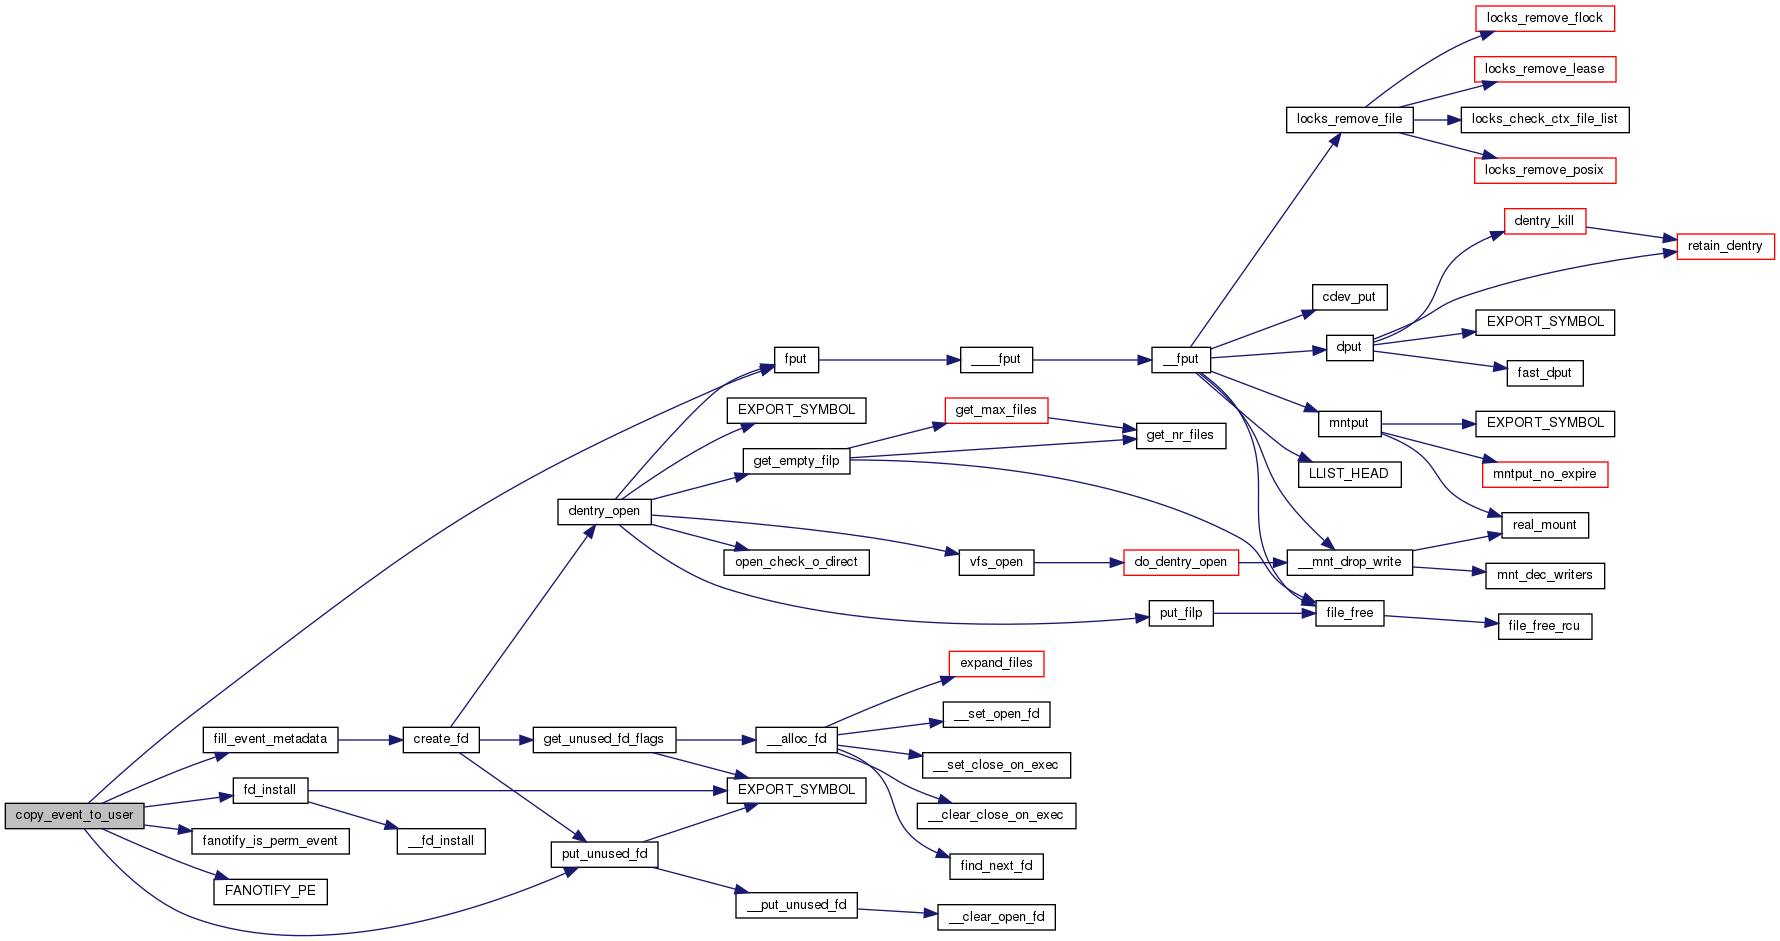 locks_remove_flock
locks_remove_lease
locks_remove_file
locks_check_ctx_file_list
locks_remove_posix
dentry_kill
retain_dentry
cdev_put
EXPORT_SYMBOL
dput
fput
____fput
__fput
fast_dput
EXPORT_SYMBOL
get_max_files
mntput
EXPORT_SYMBOL
get_nr_files
get_empty_filp
LLIST_HEAD
mntput_no_expire
dentry_open
real_mount
open_check_o_direct
vfs_open
do_dentry_open
__mnt_drop_write
mnt_dec_writers
put_filp
file_free
file_free_rcu
expand_files
__set_open_fd
fill_event_metadata
create_fd
get_unused_fd_flags
__alloc_fd
__set_close_on_exec
fd_install
EXPORT_SYMBOL
copy_event_to_user
__clear_close_on_exec
fanotify_is_perm_event
__fd_install
put_unused_fd
find_next_fd
FANOTIFY_PE
__put_unused_fd
__clear_open_fd